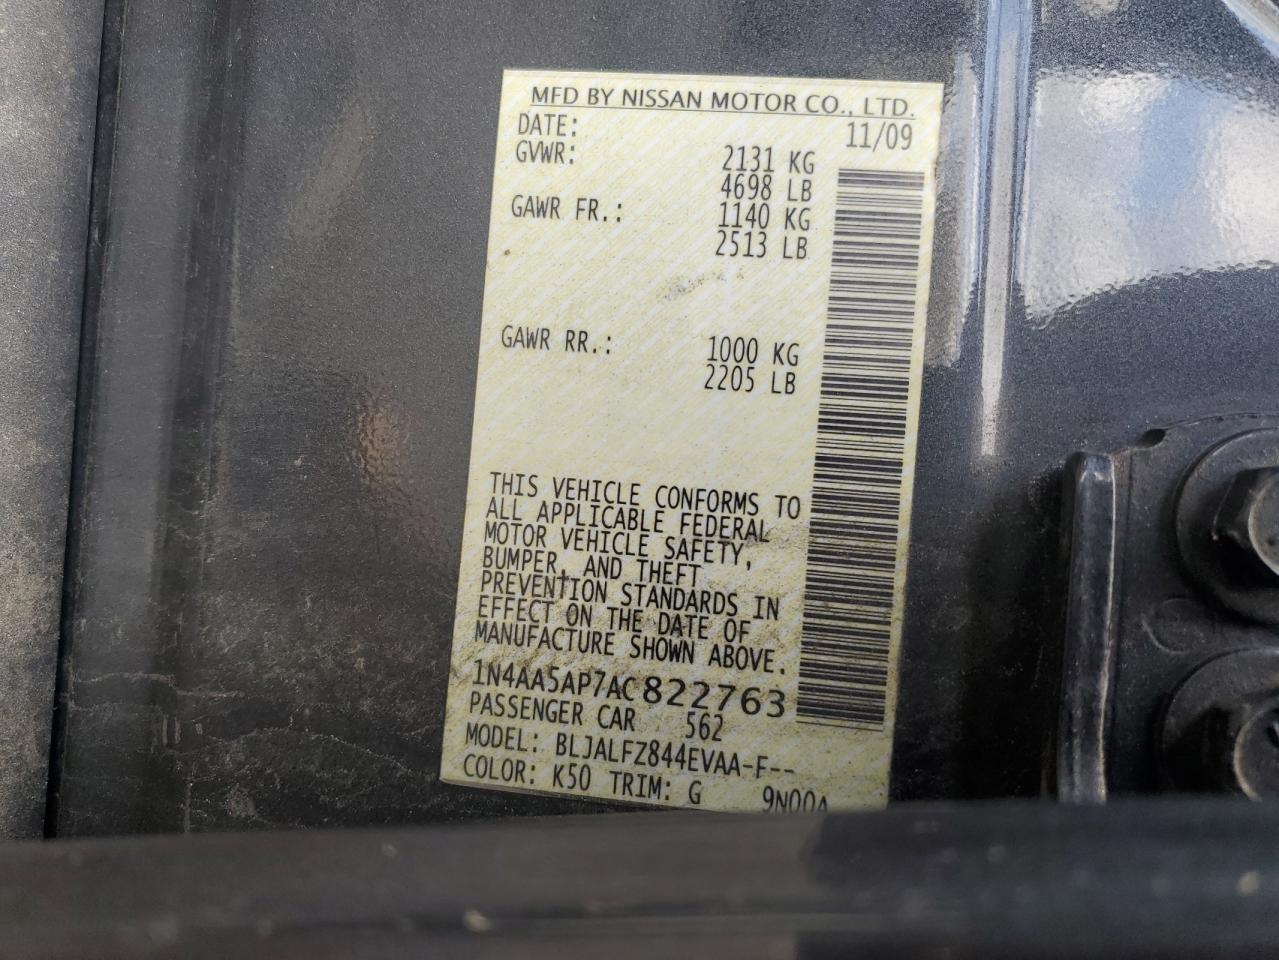 MFD BY NISSAN MOTOR CO., LTD.
DATE: 11/09
GVWR: 2131 KG
4698 LB
GAWR FR.: 1140 KG
2513 LB
GAWR RR.: 1000 KG
2205 LB
THIS VEHICLE CONFORMS TO
ALL APPLICABLE FEDERAL
MOTOR VEHICLE SAFETY,
BUMPER, AND THEFT
PREVENTION STANDARDS IN
EFFECT ON THE DATE OF
MANUFACTURE SHOWN ABOVE.
1N4AA5AP7AC822763
PASSENGER CAR 562
MODEL: BLJALFZ844EVAA-F--
COLOR: K50 TRIM: G 9N00A